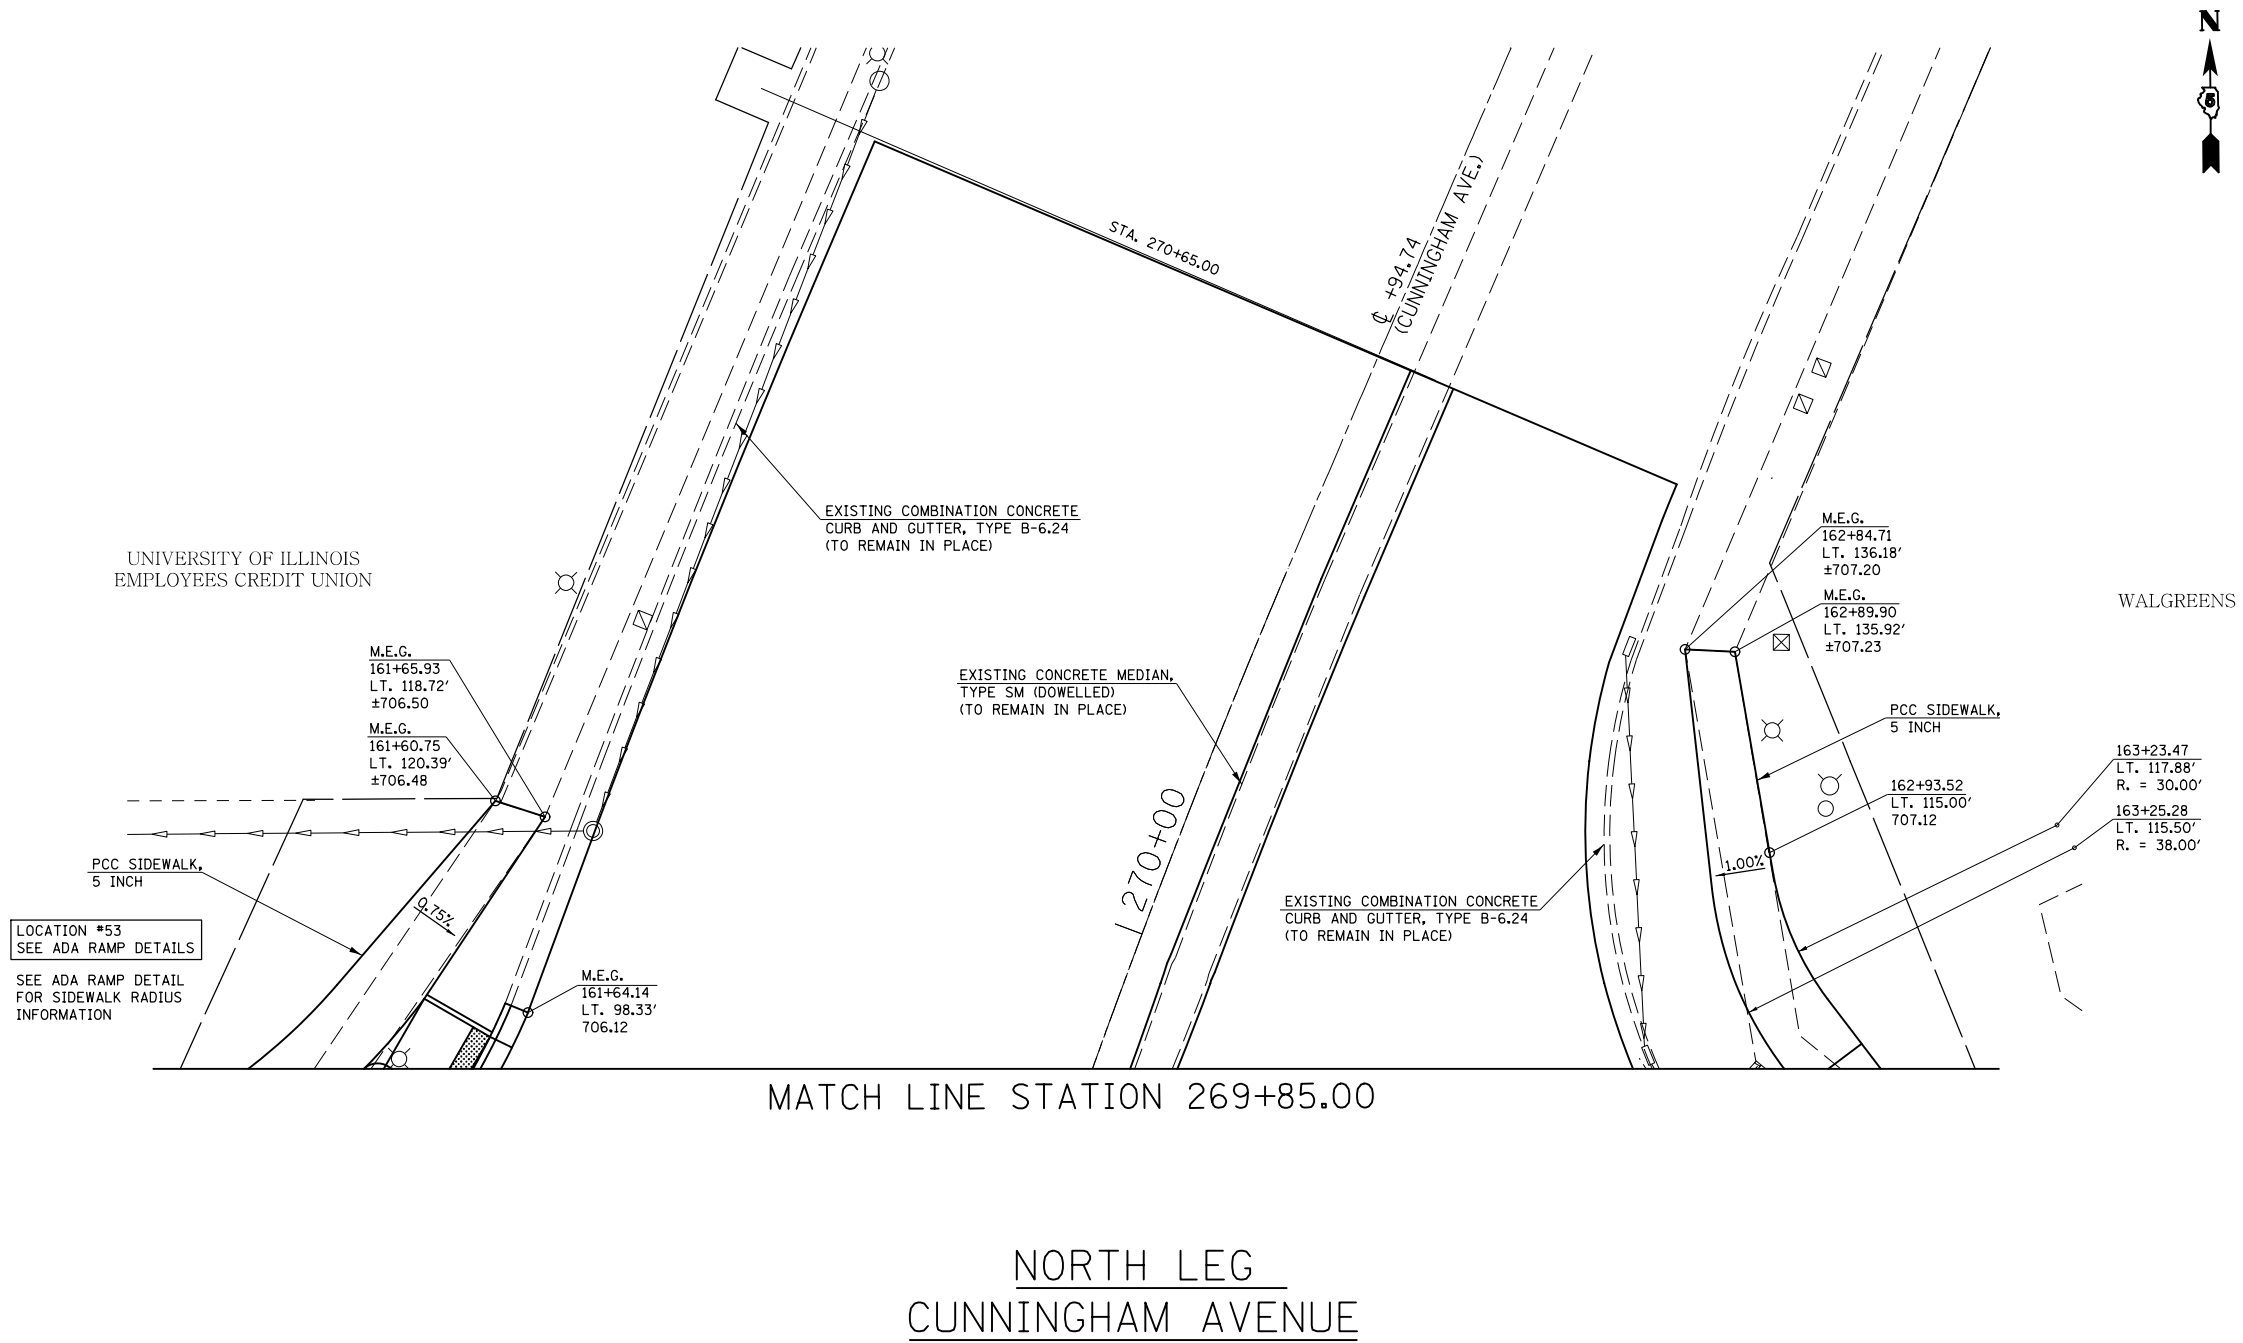 N
5
STA. 270+65.00
℄ +94.74
(CUNNINGHAM AVE.)
EXISTING COMBINATION CONCRETE
CURB AND GUTTER, TYPE B-6.24
(TO REMAIN IN PLACE)
UNIVERSITY OF ILLINOIS
EMPLOYEES CREDIT UNION
M.E.G.
162+84.71
LT. 136.18'
±707.20
M.E.G.
162+89.90
LT. 135.92'
±707.23
WALGREENS
M.E.G.
161+65.93
LT. 118.72'
±706.50
M.E.G.
161+60.75
LT. 120.39'
±706.48
EXISTING CONCRETE MEDIAN,
TYPE SM (DOWELLED)
(TO REMAIN IN PLACE)
PCC SIDEWALK,
5 INCH
163+23.47
LT. 117.88'
R. = 30.00'
162+93.52
LT. 115.00'
707.12
163+25.28
LT. 115.50'
R. = 38.00'
270+00
1.00%
PCC SIDEWALK,
5 INCH
0.75%
EXISTING COMBINATION CONCRETE
CURB AND GUTTER, TYPE B-6.24
(TO REMAIN IN PLACE)
LOCATION #53
SEE ADA RAMP DETAILS
SEE ADA RAMP DETAIL
FOR SIDEWALK RADIUS
INFORMATION
M.E.G.
161+64.14
LT. 98.33'
706.12
MATCH LINE STATION 269+85.00
NORTH LEG
CUNNINGHAM AVENUE